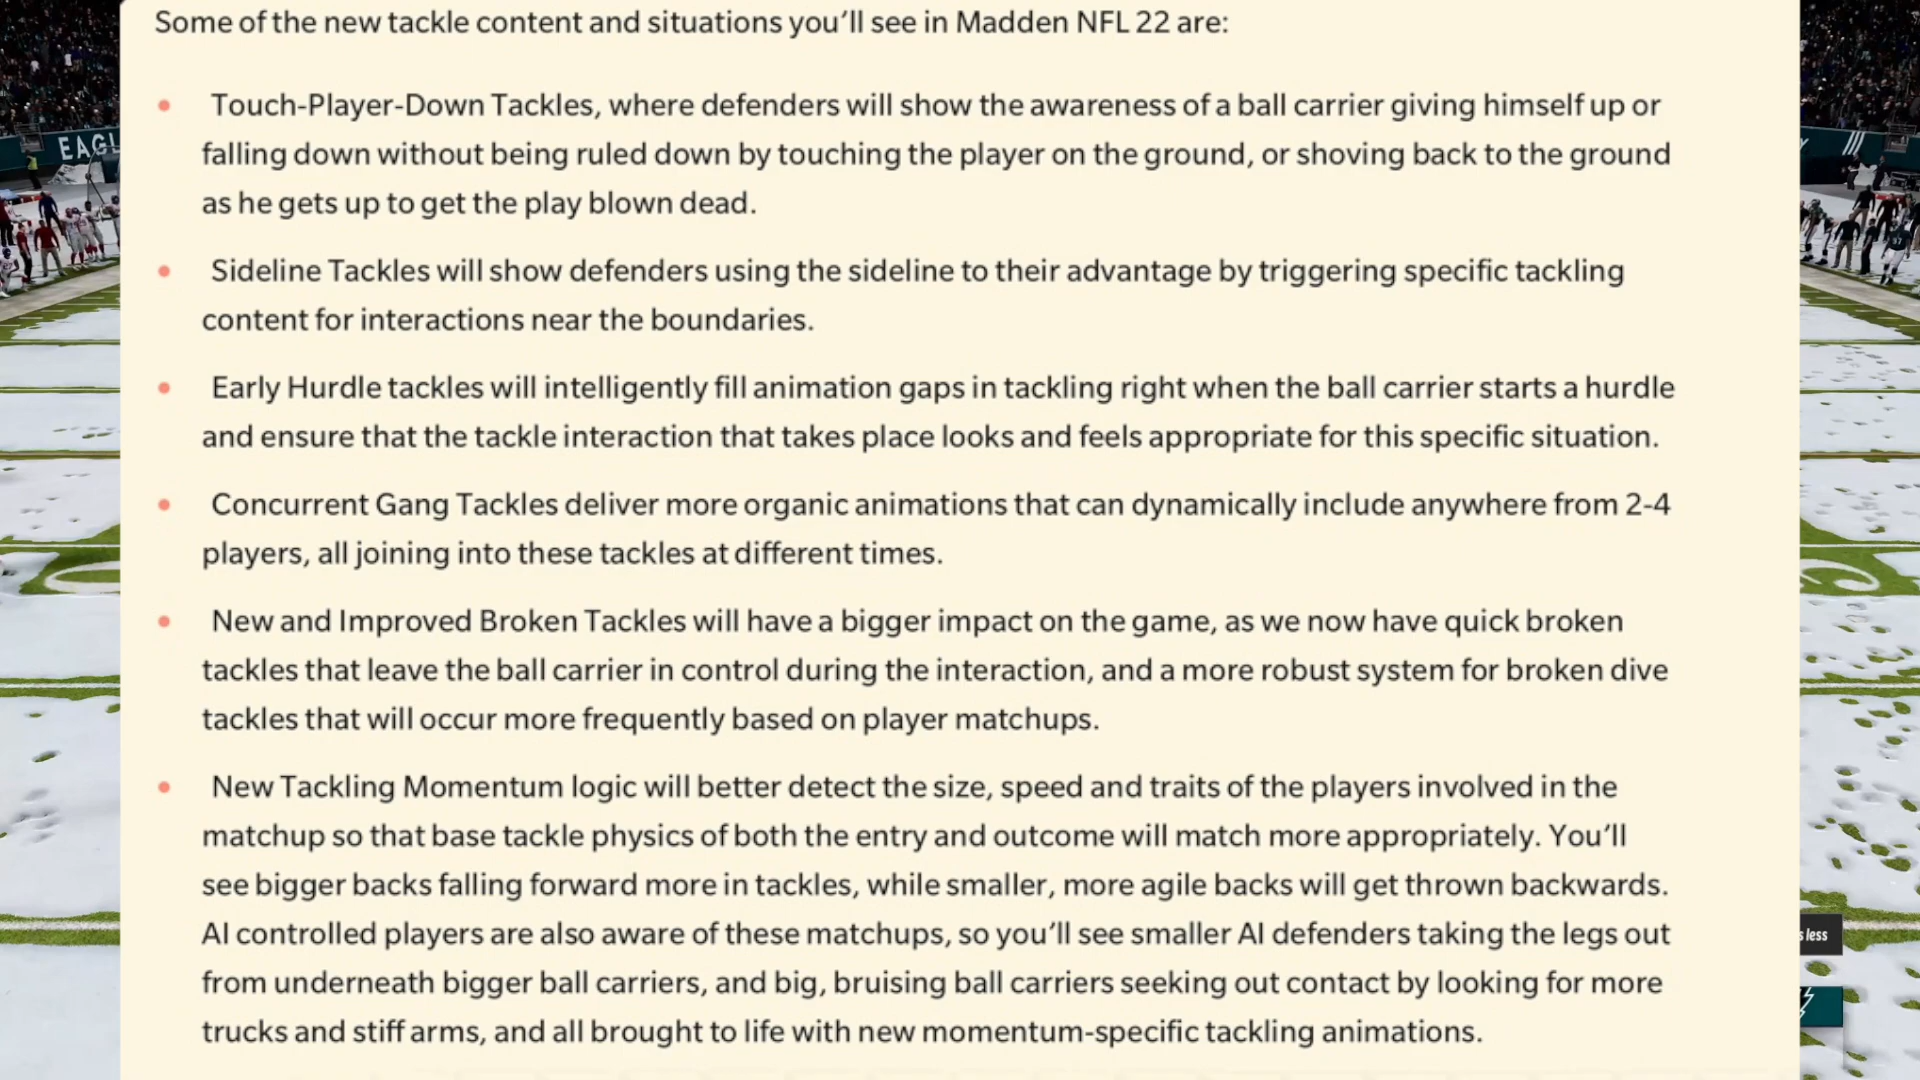 Some of the new tackle content and situations you'll see in Madden NFL 22 are:
• Touch-Player-Down Tackles, where defenders will show the awareness of a ball carrier giving himself up or
falling down without being ruled down by touching the player on the ground, or shoving back to the ground
as he gets up to get the play blown dead.
• Sideline Tackles will show defenders using the sideline to their advantage by triggering specific tackling
content for interactions near the boundaries.
• Early Hurdle tackles will intelligently fill animation gaps in tackling right when the ball carrier starts a hurdle
and ensure that the tackle interaction that takes place looks and feels appropriate for this specific situation.
• Concurrent Gang Tackles deliver more organic animations that can dynamically include anywhere from 2-4
players, all joining into these tackles at different times.
• New and Improved Broken Tackles will have a bigger impact on the game, as we now have quick broken
tackles that leave the ball carrier in control during the interaction, and a more robust system for broken dive
tackles that will occur more frequently based on player matchups.
• New Tackling Momentum logic will better detect the size, speed and traits of the players involved in the
matchup so that base tackle physics of both the entry and outcome will match more appropriately. You'll
see bigger backs falling forward more in tackles, while smaller, more agile backs will get thrown backwards.
AI controlled players are also aware of these matchups, so you'll see smaller AI defenders taking the legs out
from underneath bigger ball carriers, and big, bruising ball carriers seeking out contact by looking for more
trucks and stiff arms, and all brought to life with new momentum-specific tackling animations.
EAGL
s less